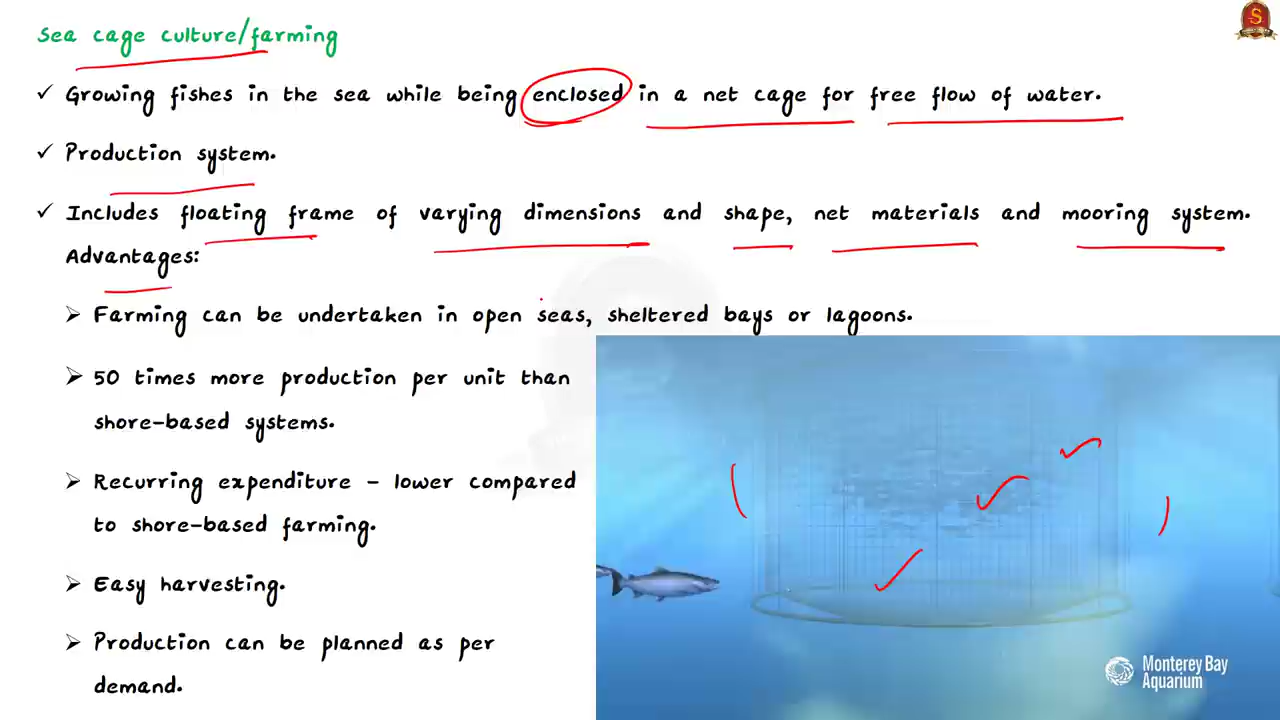 Sea cage culture/farming
✓ Growing fishes in the sea while being enclosed in a net cage for free flow of water.
✓ Production system.
✓ Includes floating frame of varying dimensions and shape, net materials and mooring system.
Advantages:
➢ Farming can be undertaken in open seas, sheltered bays or lagoons.
➢ 50 times more production per unit than
shore-based systems.
➢ Recurring expenditure – lower compared
to shore-based farming.
➢ Easy harvesting.
➢ Production can be planned as per
demand.
Monterey Bay
Aquarium